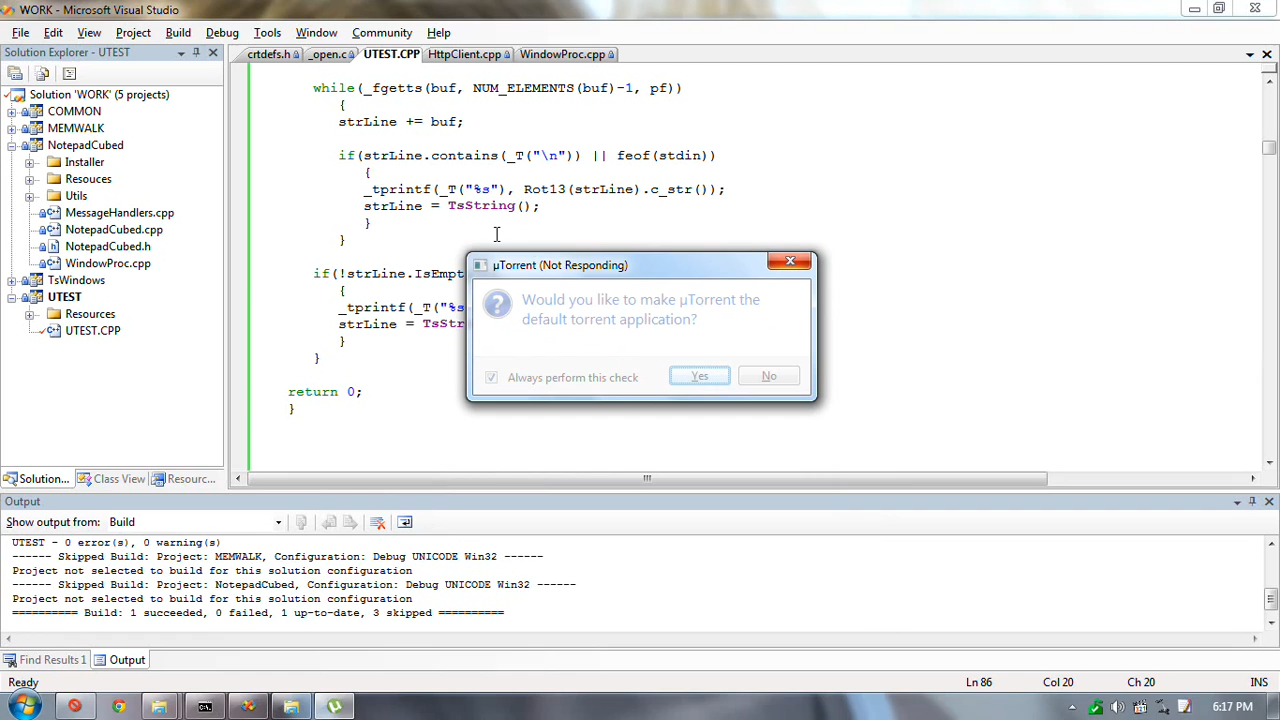 WORK - Microsoft Visual Studio
File Edit View Project Build Debug Tools Window Community Help
Solution Explorer - UTEST
crtdefs.h _open.c UTEST.CPP HttpClient.cpp WindowProc.cpp
Solution 'WORK' (5 projects)
COMMON
MEMWALK
NotepadCubed
Installer
Resouces
Utils
MessageHandlers.cpp
NotepadCubed.cpp
NotepadCubed.h
WindowProc.cpp
TsWindows
UTEST
Resources
UTEST.CPP
Solution... Class View Resourc...
while(_fgetts(buf, NUM_ELEMENTS(buf)-1, pf))
{
strLine += buf;
if(strLine.contains(_T("\n")) || feof(stdin))
{
_tprintf(_T("%s"), Rot13(strLine).c_str());
strLine = TsString();
}
}
if(!strLine.IsEmpt
{
_tprintf(_T("%s
strLine = TsStr
}
}
return 0;
}
µTorrent (Not Responding)
Would you like to make µTorrent the
default torrent application?
Always perform this check Yes No
Output
Show output from: Build
UTEST - 0 error(s), 0 warning(s)
------ Skipped Build: Project: MEMWALK, Configuration: Debug UNICODE Win32 ------
Project not selected to build for this solution configuration
------ Skipped Build: Project: NotepadCubed, Configuration: Debug UNICODE Win32 ------
Project not selected to build for this solution configuration
========== Build: 1 succeeded, 0 failed, 1 up-to-date, 3 skipped ==========
Find Results 1 Output
Ready Ln 86 Col 20 Ch 20 INS
6:17 PM